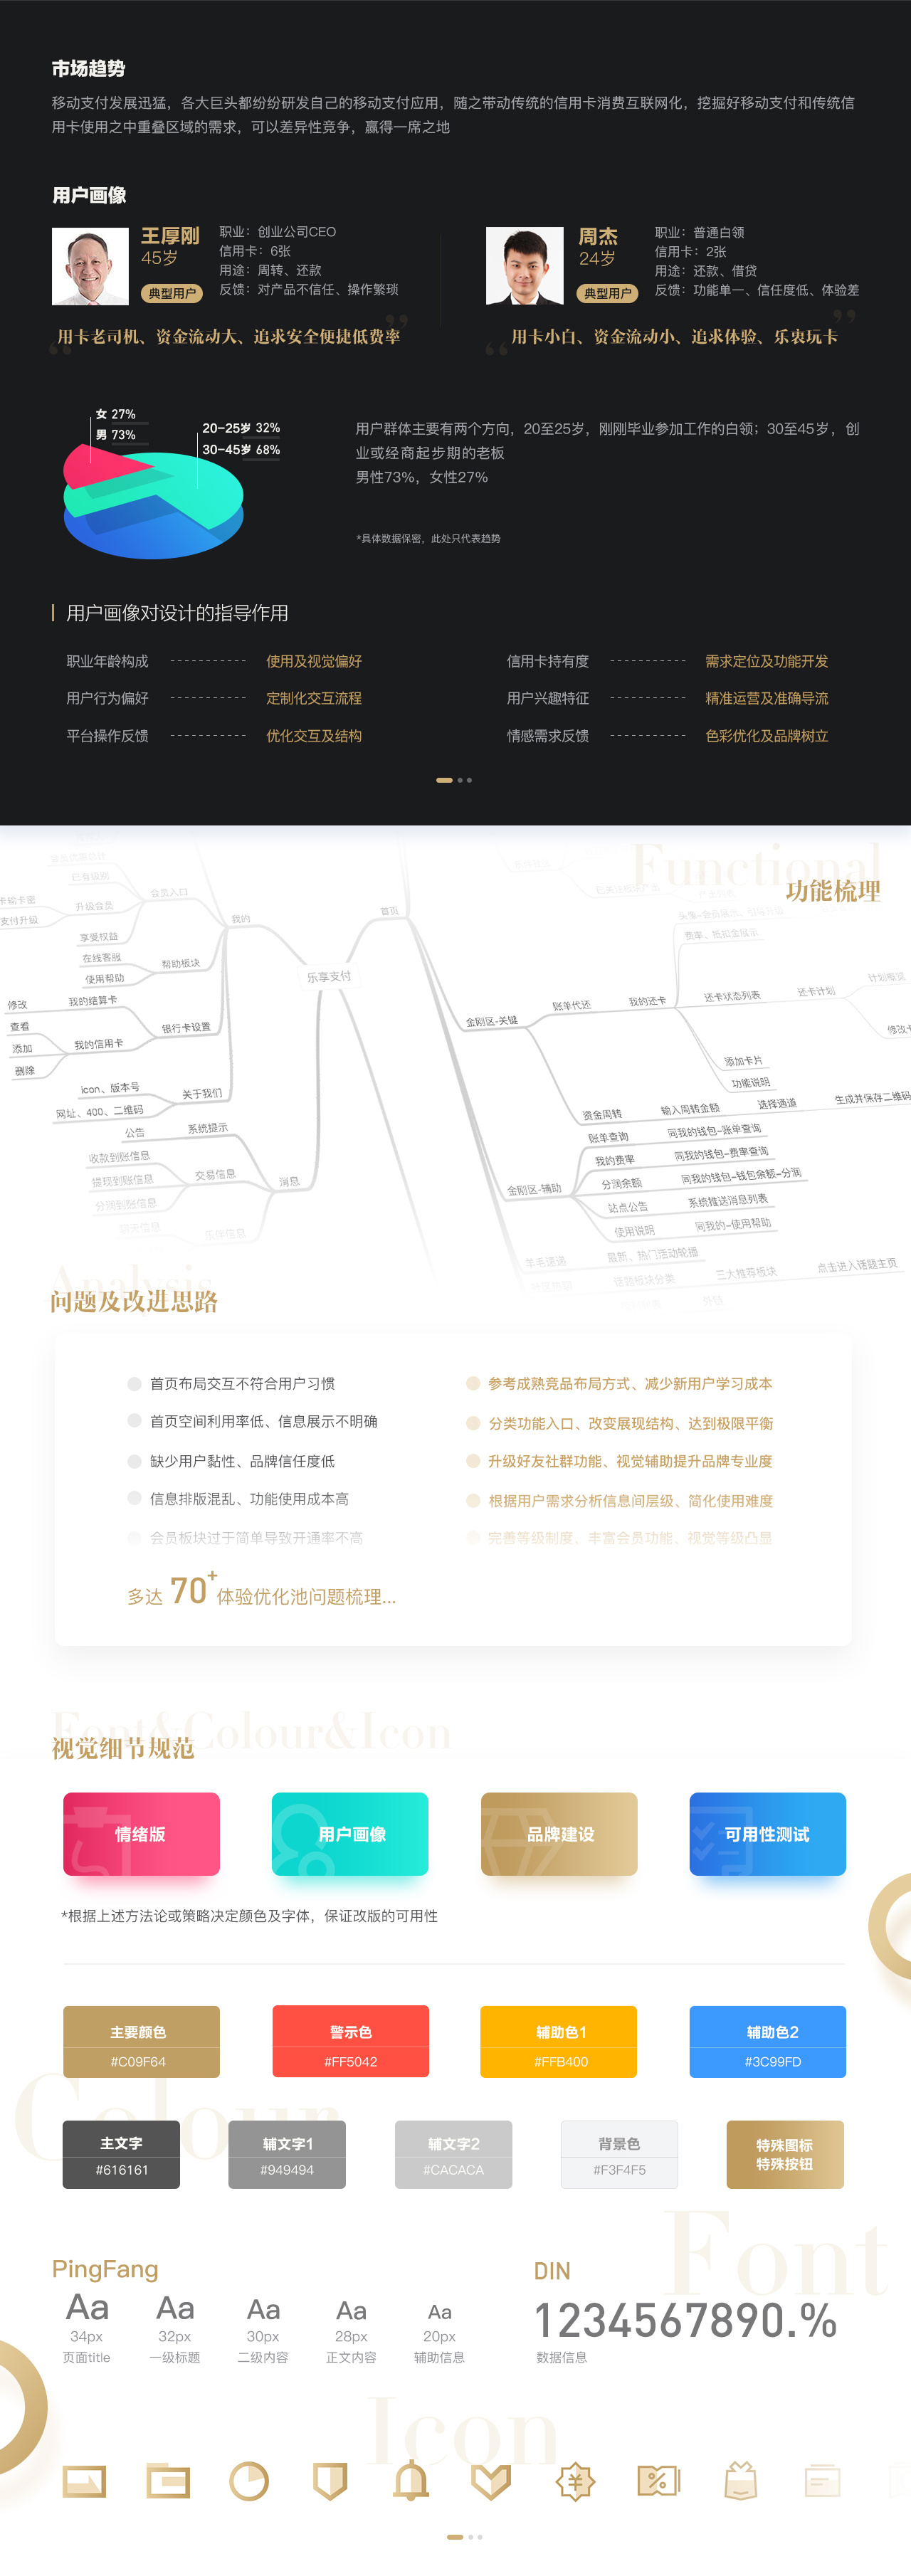 市场趋势
移动支付发展迅猛，各大巨头都纷纷研发自己的移动支付应用，随之带动传统的信用卡消费互联网化，挖掘好移动支付和传统信
用卡使用之中重叠区域的需求，可以差异性竞争，赢得一席之地
用户画像
王厚刚
45岁
典型用户
职业：创业公司CEO
信用卡：6张
用途：周转、还款
反馈：对产品不信任、操作繁琐
用卡老司机、资金流动大、追求安全便捷低费率
周杰
24岁
典型用户
职业：普通白领
信用卡：2张
用途：还款、借贷
反馈：功能单一、信任度低、体验差
用卡小白、资金流动小、追求体验、乐衷玩卡
女 27%
男 73%
20-25岁 32%
30-45岁 68%
用户群体主要有两个方向，20至25岁，刚刚毕业参加工作的白领；30至45岁，创
业或经商起步期的老板
男性73%，女性27%
*具体数据保密，此处只代表趋势
用户画像对设计的指导作用
职业年龄构成 使用及视觉偏好
信用卡持有度 需求定位及功能开发
用户行为偏好 定制化交互流程
用户兴趣特征 精准运营及准确导流
平台操作反馈 优化交互及结构
情感需求反馈 色彩优化及品牌树立
Functional
功能梳理
会员优惠总计
已有级别
会员入口
卡输卡密
升级会员
支付升级
享受权益
我的
首页
在线客服
使用帮助
帮助板块
乐享支付
修改
查看
添加
删除
我的结算卡
我的信用卡
银行卡设置
icon、版本号
网址、400、二维码
关于我们
公告
系统提示
收款到账信息
提现到账信息
分润到账信息
交易信息
消息
头像-会员展示、引导升级
费率、抵扣金展示
金刚区-关键
账单代还
我的还卡
还卡状态列表
还卡计划
计划概览
添加卡片
功能说明
资金周转
输入周转金额
选择通道
生成并保存二维码
账单查询
同我的钱包-账单查询
我的费率
同我的钱包-费率查询
金刚区-辅助
分润余额
同我的钱包-钱包余额-分润
站点公告
系统推送消息列表
使用说明
同我的-使用帮助
羊毛速递
最新、热门活动轮播
话题板块分类
三大推荐板块
点击进入话题主页
外链
Analysis
问题及改进思路
首页布局交互不符合用户习惯
参考成熟竞品布局方式、减少新用户学习成本
首页空间利用率低、信息展示不明确
分类功能入口、改变展现结构、达到极限平衡
缺少用户黏性、品牌信任度低
升级好友社群功能、视觉辅助提升品牌专业度
信息排版混乱、功能使用成本高
根据用户需求分析信息间层级、简化使用难度
会员板块过于简单导致开通率不高
完善等级制度、丰富会员功能、视觉等级凸显
多达 70+体验优化池问题梳理...
Font&Colour&Icon
视觉细节规范
情绪版
用户画像
品牌建设
可用性测试
*根据上述方法论或策略决定颜色及字体，保证改版的可用性
主要颜色
#C09F64
警示色
#FF5042
辅助色1
#FFB400
辅助色2
#3C99FD
Colour
主文字
#616161
辅文字1
#949494
辅文字2
#CACACA
背景色
#F3F4F5
特殊图标
特殊按钮
Font
PingFang
Aa Aa Aa Aa Aa
34px 32px 30px 28px 20px
页面title 一级标题 二级内容 正文内容 辅助信息
DIN
1234567890.%
数据信息
Icon